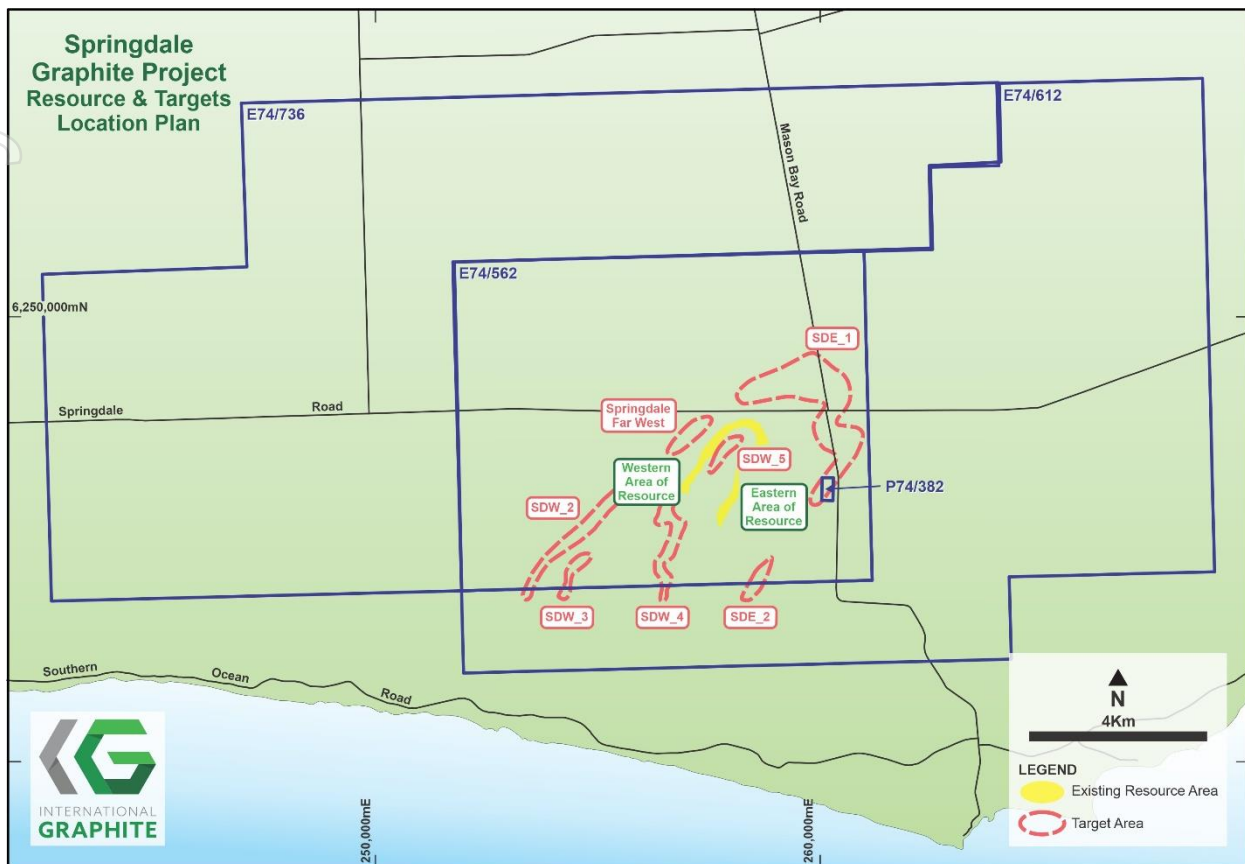 Springdale
Graphite Project
Resource & Targets
Location Plan
E74/736
E74/612
Mason Bay Road
E74/562
6,250,000mN
SDE_1
Springdale Road
Springdale
Far West
SDW_5
Western
Area of
Resource
Eastern
Area of
Resource
P74/382
SDW_2
SDW_3
SDW_4
SDE_2
Southern Ocean Road
N
4Km
LEGEND
Existing Resource Area
Target Area
INTERNATIONAL
GRAPHITE
250,000mE
260,000mE